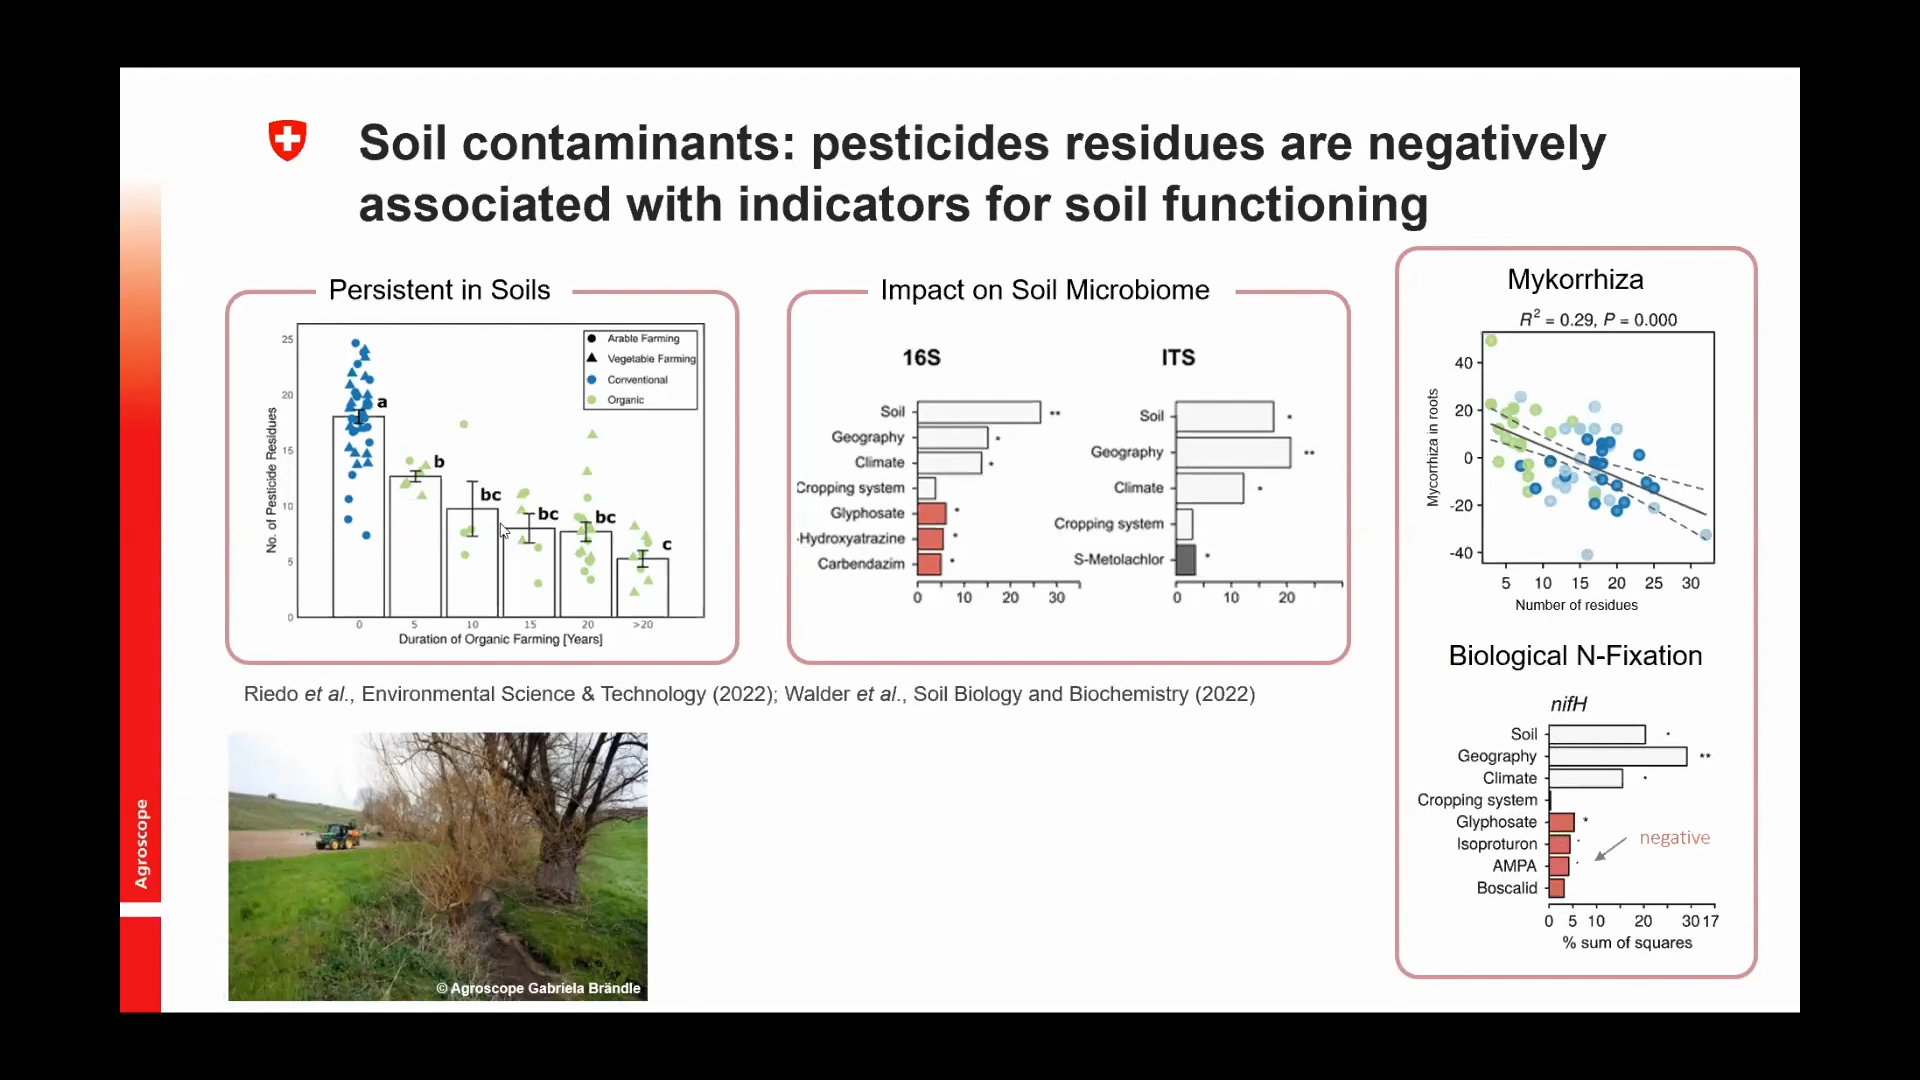 Soil contaminants: pesticides residues are negatively
associated with indicators for soil functioning
Persistent in Soils
25
20
15
10
5
0
No. of Pesticide Residues
Arable Farming
Vegetable Farming
Conventional
Organic
a
b
bc
bc
bc
c
0 5 10 15 20 >20
Duration of Organic Farming [Years]
Impact on Soil Microbiome
16S
Soil **
Geography *
Climate *
Cropping system
Glyphosate *
-Hydroxyatrazine *
Carbendazim *
0 10 20 30
ITS
Soil *
Geography **
Climate *
Cropping system
S-Metolachlor *
0 10 20
Mykorrhiza
R² = 0.29, P = 0.000
Mycorrhiza in roots
40
20
0
-20
-40
5 10 15 20 25 30
Number of residues
Biological N-Fixation
nifH
Soil
Geography **
Climate
Cropping system
Glyphosate *
Isoproturon
AMPA
Boscalid
negative
0 5 10 20 30 17
% sum of squares
Riedo et al., Environmental Science & Technology (2022); Walder et al., Soil Biology and Biochemistry (2022)
© Agroscope Gabriela Brändle
Agroscope